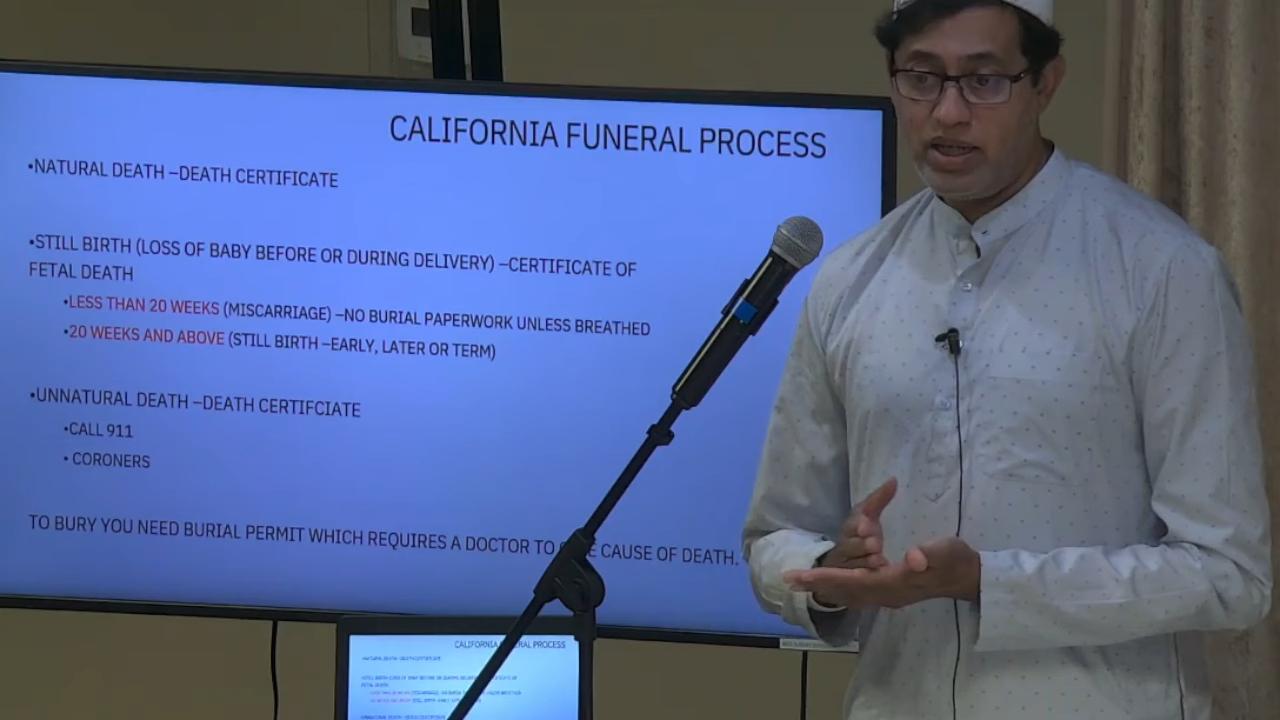 CALIFORNIA FUNERAL PROCESS
•NATURAL DEATH –DEATH CERTIFICATE
•STILL BIRTH (LOSS OF BABY BEFORE OR DURING DELIVERY) –CERTIFICATE OF
FETAL DEATH
•LESS THAN 20 WEEKS (MISCARRIAGE) –NO BURIAL PAPERWORK UNLESS BREATHED
•20 WEEKS AND ABOVE (STILL BIRTH –EARLY, LATER OR TERM)
•UNNATURAL DEATH –DEATH CERTIFCIATE
•CALL 911
• CORONERS
TO BURY YOU NEED BURIAL PERMIT WHICH REQUIRES A DOCTOR TO CAUSE OF DEATH.
CALIFORNIA FUNERAL PROCESS